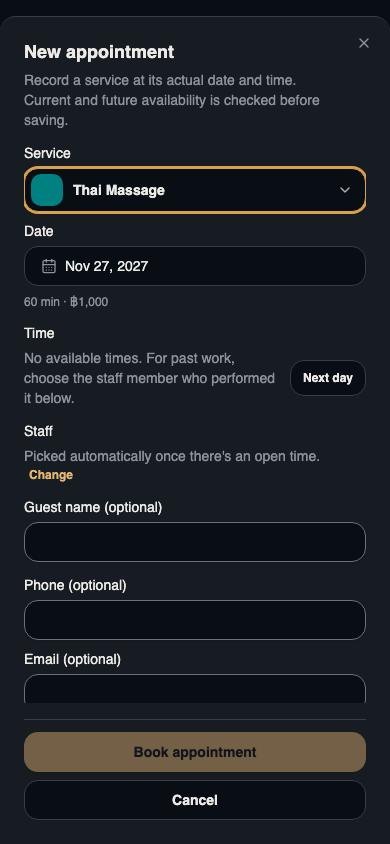 New appointment
Record a service at its actual date and time.
Current and future availability is checked before
saving.
Service
Thai Massage
Date
Nov 27, 2027
60 min · ฿1,000
Time
No available times. For past work,
choose the staff member who performed
it below.
Next day
Staff
Picked automatically once there's an open time.
Change
Guest name (optional)
Phone (optional)
Email (optional)
Book appointment
Cancel